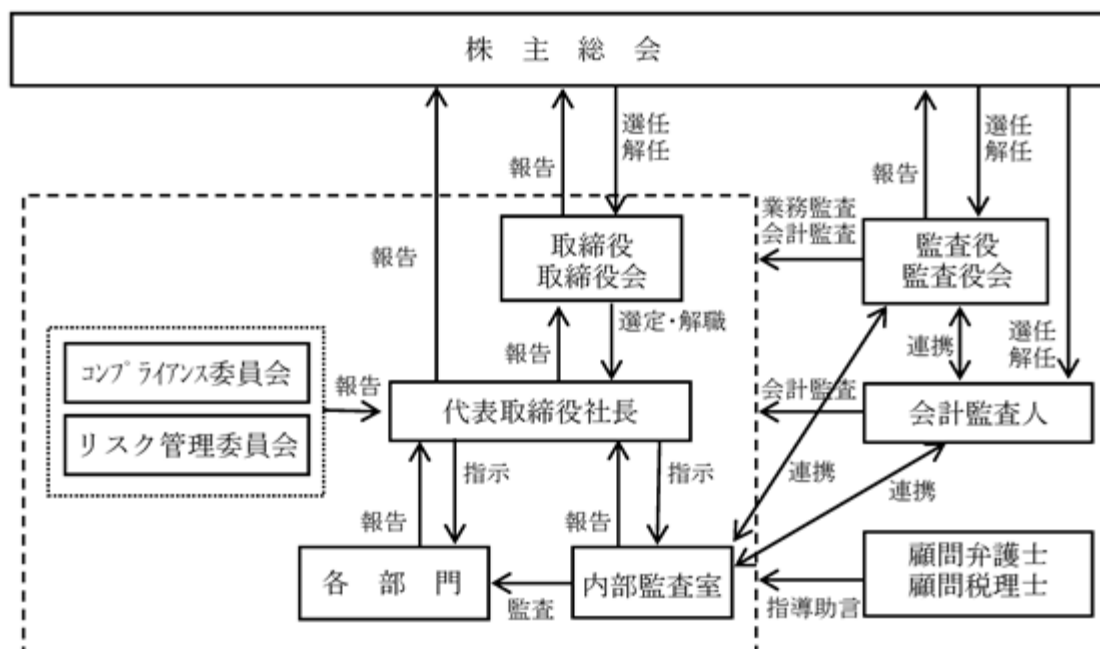 株 主 総 会
選任
解任
報告
選任
解任
報告
業務監査
会計監査
取締役
取締役会
監査役
監査役会
報告
選定・解職
報告
連携
選任
解任
コンプライアンス委員会
報告
代表取締役社長
会計監査
会計監査人
リスク管理委員会
指示
指示
連携
連携
報告
報告
各 部 門
監査
内部監査室
指導助言
顧問弁護士
顧問税理士